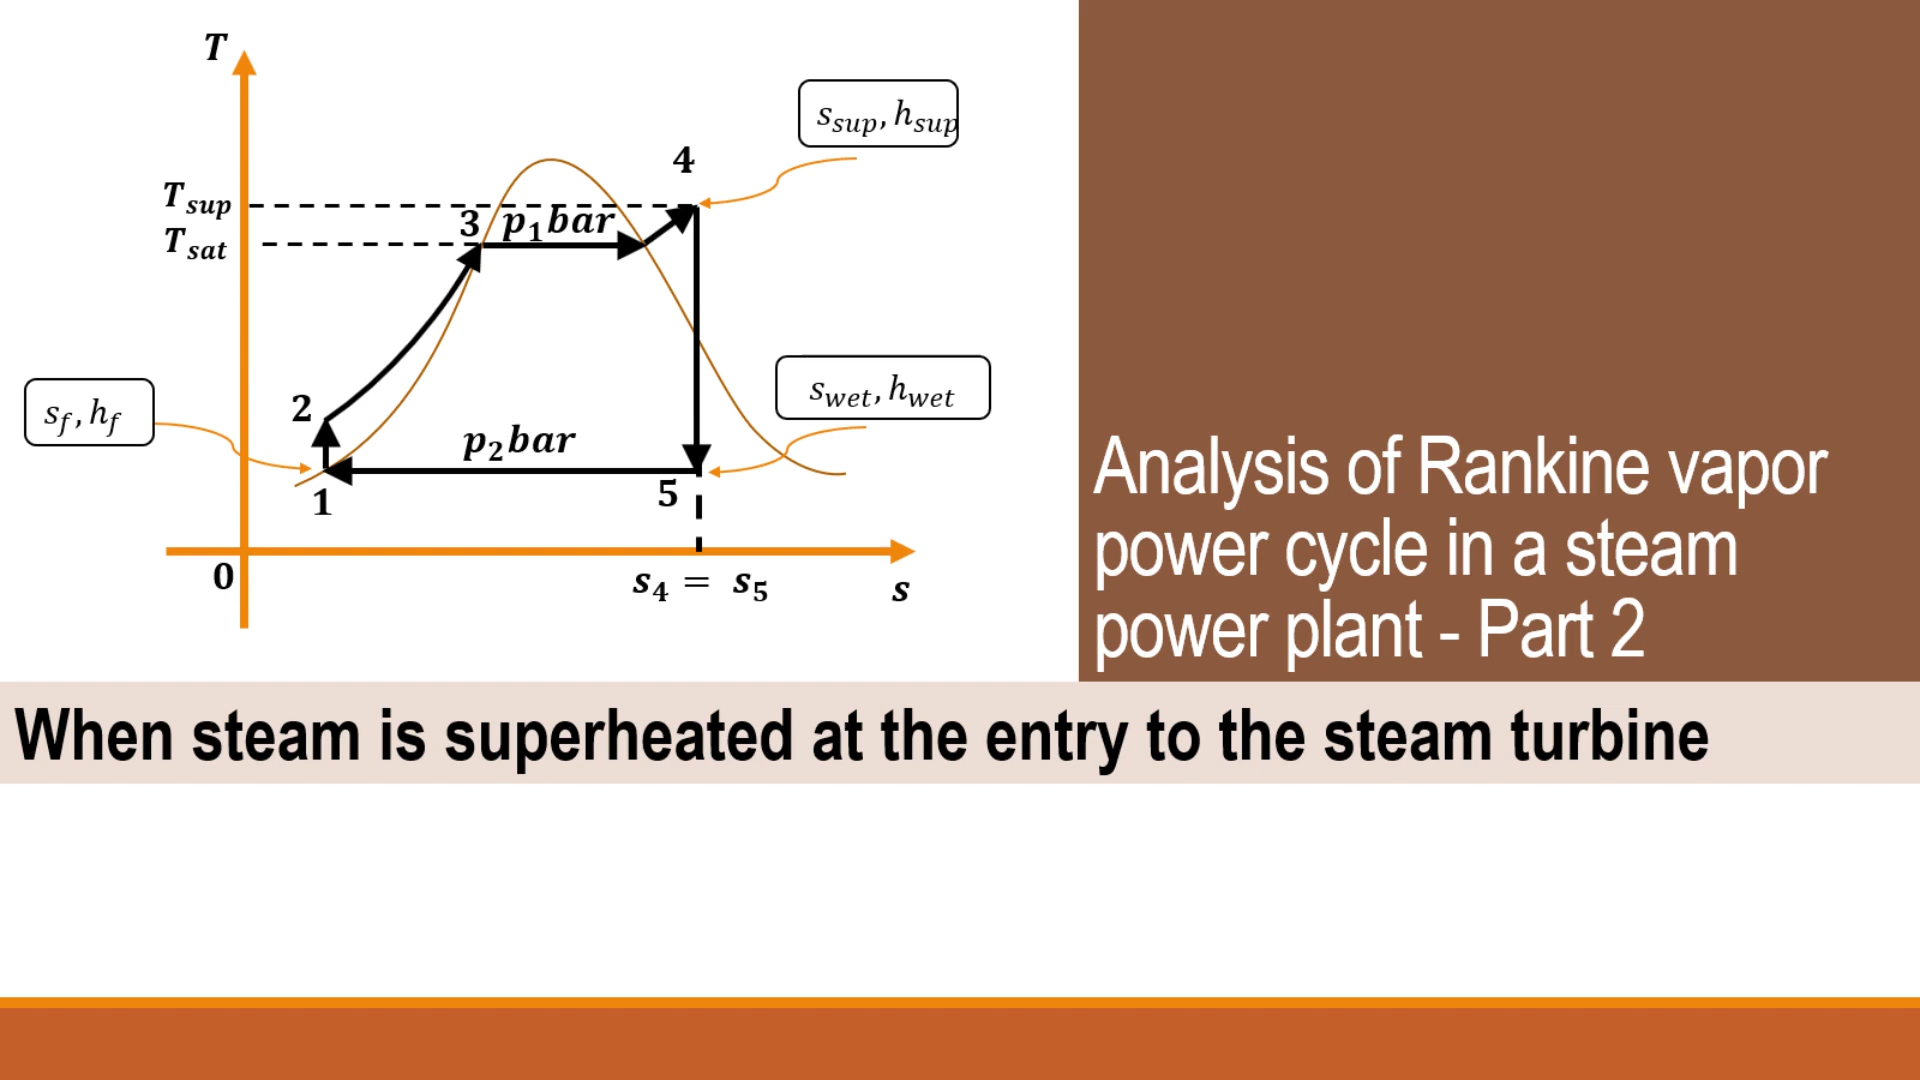 T
s_sup, h_sup
4
T_sup
3 p_1 bar
T_sat
s_wet, h_wet
s_f, h_f
2
p_2 bar
1
5
0
s_4 = s_5
s
Analysis of Rankine vapor
power cycle in a steam
power plant - Part 2
When steam is superheated at the entry to the steam turbine